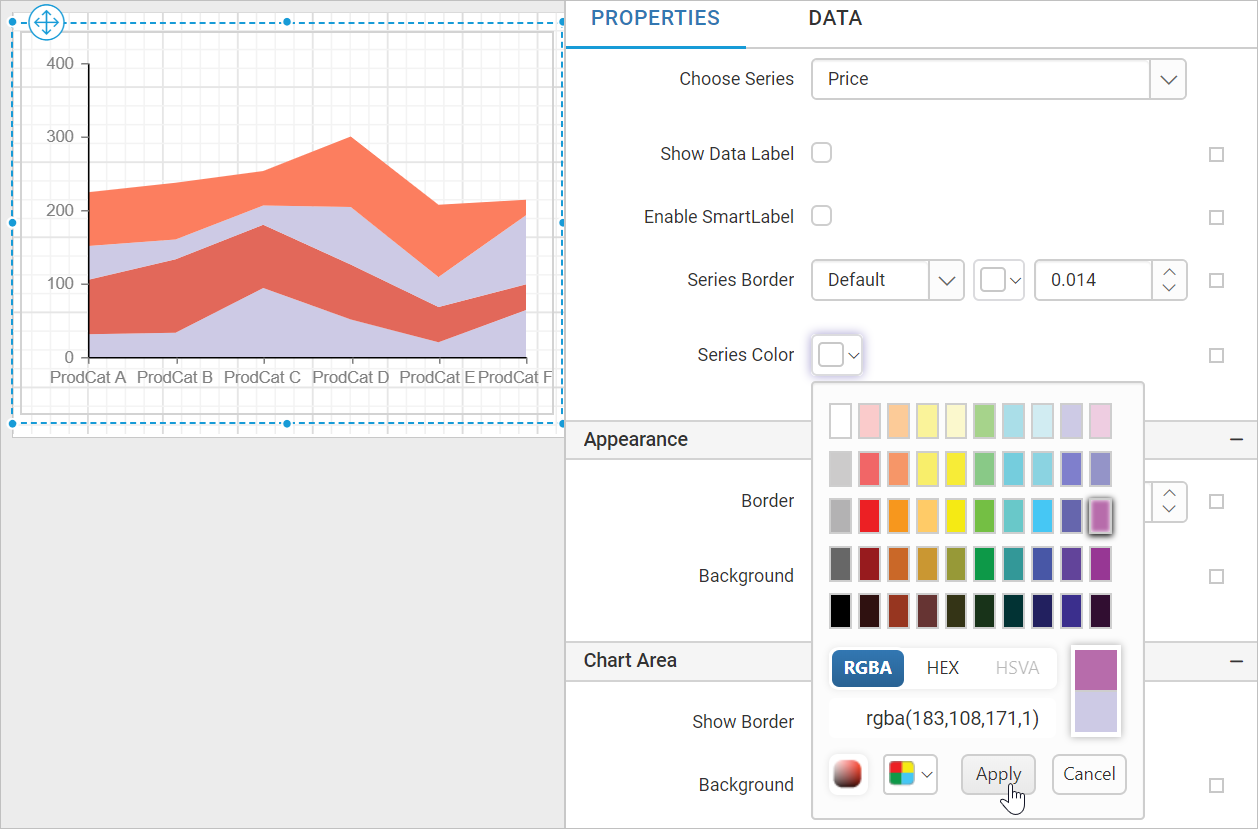 PROPERTIES DATA
Choose Series Price
Show Data Label
Enable SmartLabel
Series Border Default 0.014
Series Color
Appearance
Border
Background
Chart Area
Show Border
Background
RGBA HEX HSVA
rgba(183,108,171,1)
Apply Cancel
400
300
200
100
0
ProdCat A ProdCat B ProdCat C ProdCat D ProdCat E ProdCat F